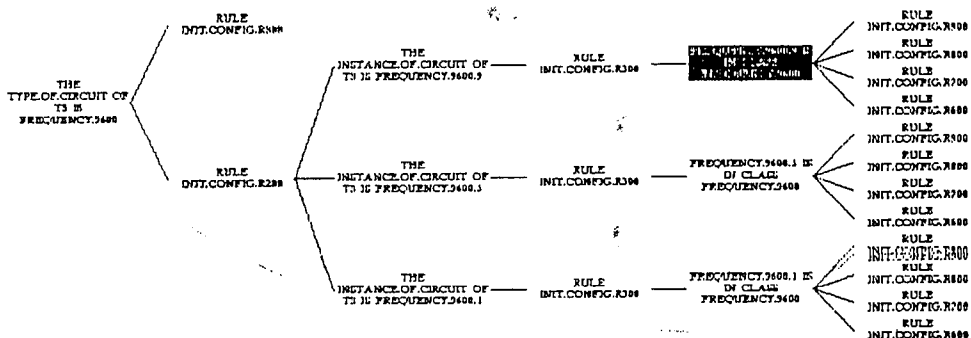 THE
TYPE.OF.CIRCUIT OF
T3 IS
FREQUENCY.9600
RULE
RULE
INIT.CONFIG.R200
THE
INSTANCE.OF.CIRCUIT OF
T3 IS FREQUENCY.9600.9
RULE
INIT.CONFIG.R300
IN CLASS
THE
INSTANCE.OF.CIRCUIT OF
T3 IS FREQUENCY.9600.3
RULE
INIT.CONFIG.R300
FREQUENCY.9600.3 IS
IN CLASS
FREQUENCY.9600
THE
INSTANCE.OF.CIRCUIT OF
T3 IS FREQUENCY.9600.1
RULE
INIT.CONFIG.R300
FREQUENCY.9600.1 IS
IN CLASS
FREQUENCY.9600
RULE
INIT.CONFIG.R900
RULE
INIT.CONFIG.R800
RULE
INIT.CONFIG.R700
RULE
INIT.CONFIG.R600
RULE
INIT.CONFIG.R900
RULE
INIT.CONFIG.R800
RULE
INIT.CONFIG.R700
RULE
INIT.CONFIG.R600
RULE
RULE
INIT.CONFIG.R800
RULE
INIT.CONFIG.R700
RULE
INIT.CONFIG.R600